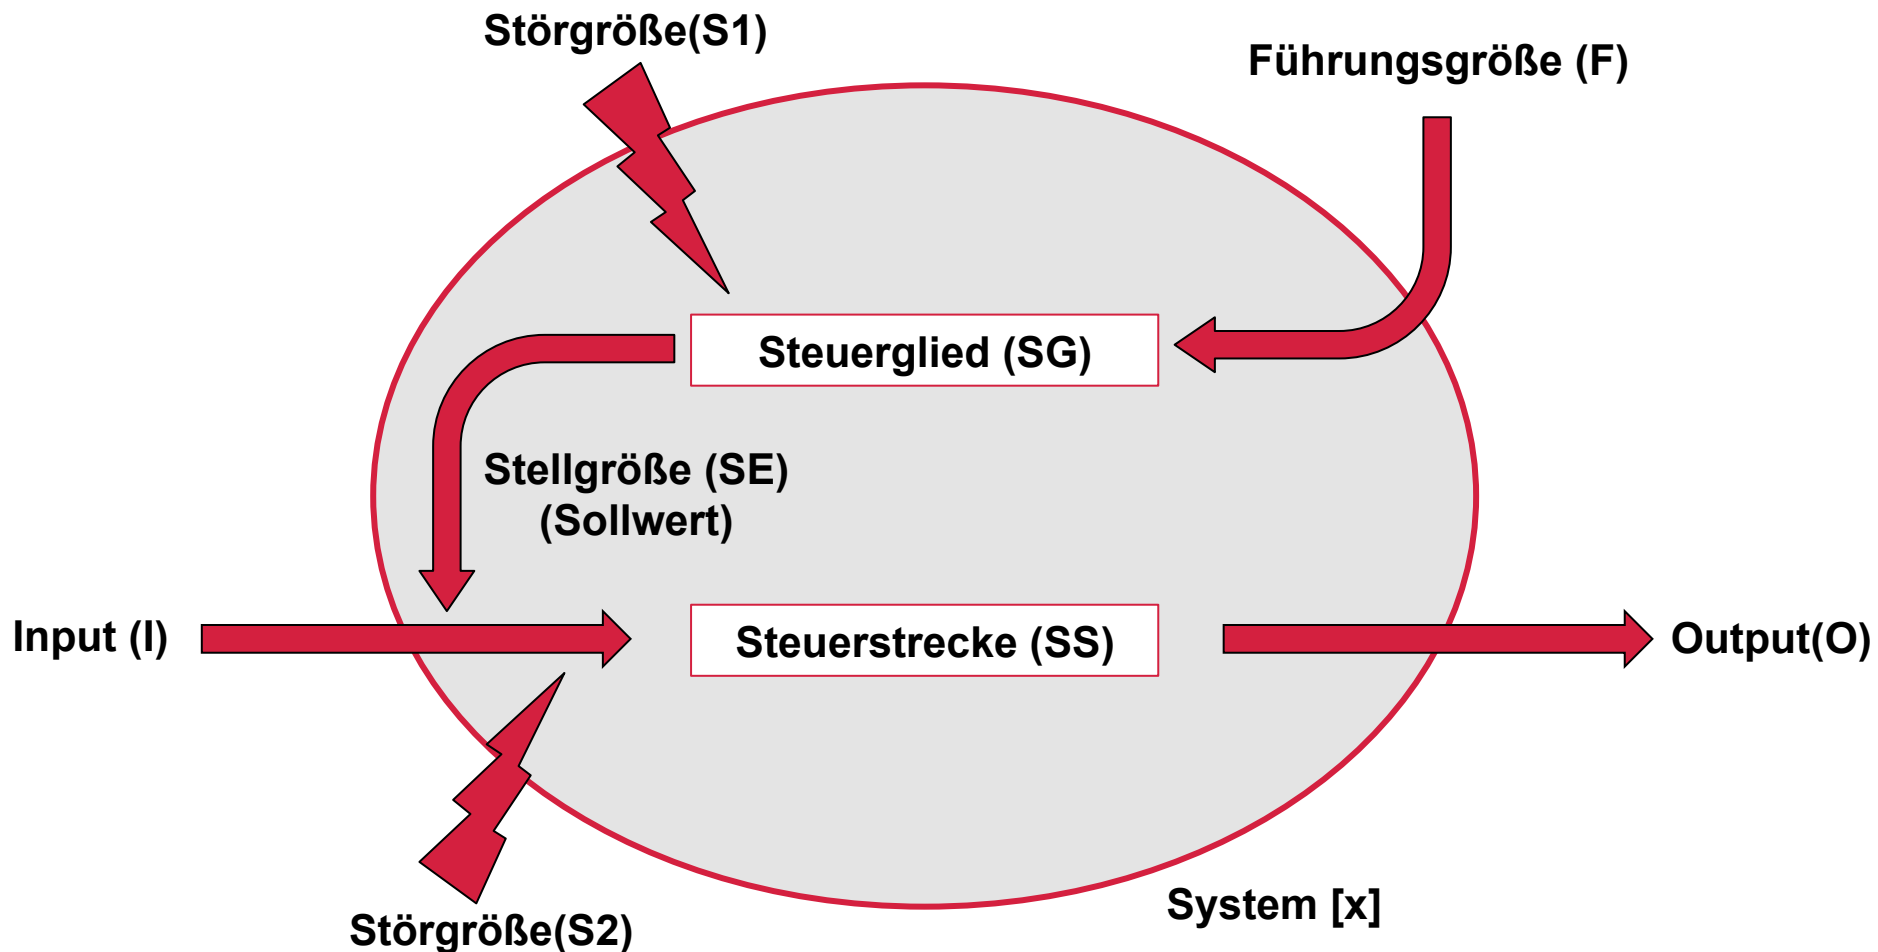 Störgröße(S1)
Führungsgröße (F)
Steuerglied (SG)
Stellgröße (SE)
(Sollwert)
Input (I)
Steuerstrecke (SS)
Output(O)
System [x]
Störgröße(S2)